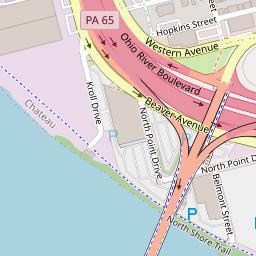 Hopkins Street
PA 65
Western Avenue
Ohio River Boulevard
Kroll Drive
Beaver Avenue
Chateau
P
North Point Drive
North Point D
Belmont Street
P
North Shore Trail